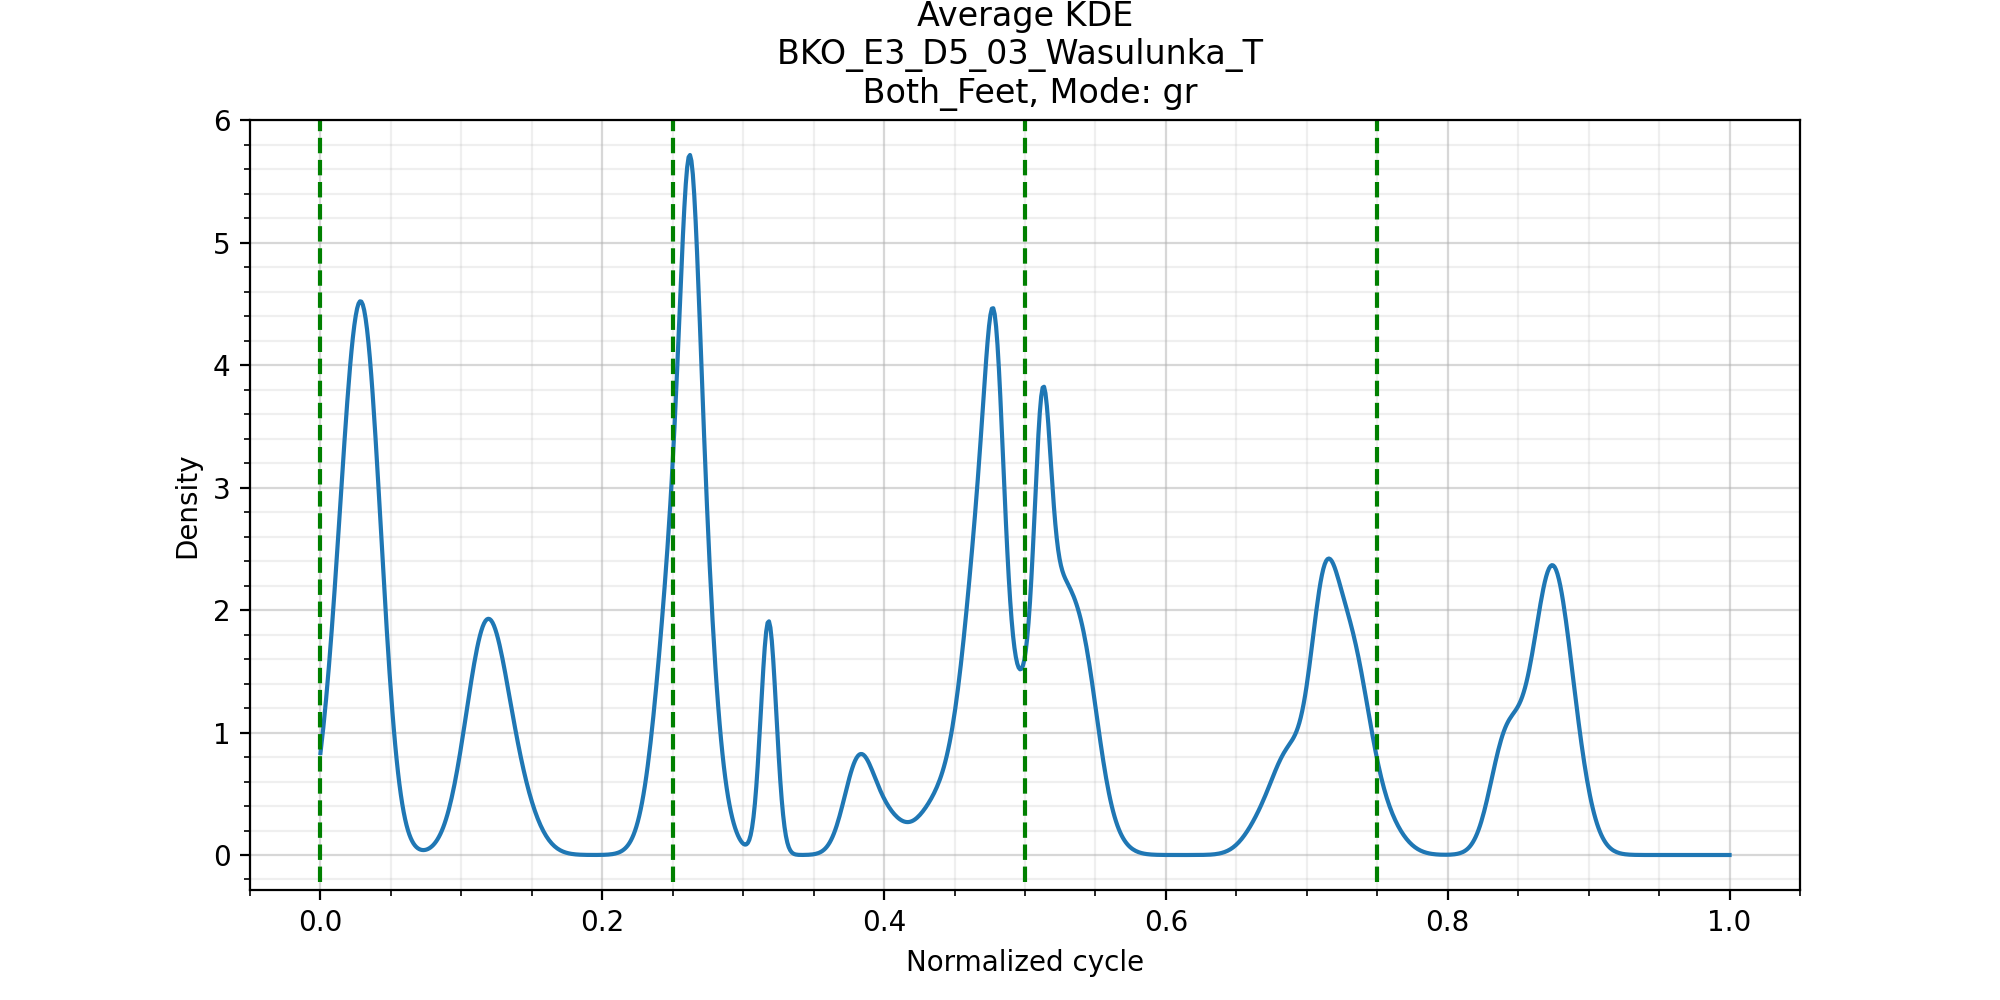 Average KDE
BKO_E3_D5_03_Wasulunka_T
Both_Feet, Mode: gr
6
5
4
3
2
1
0
Density
0.0 0.2 0.4 0.6 0.8 1.0
Normalized cycle